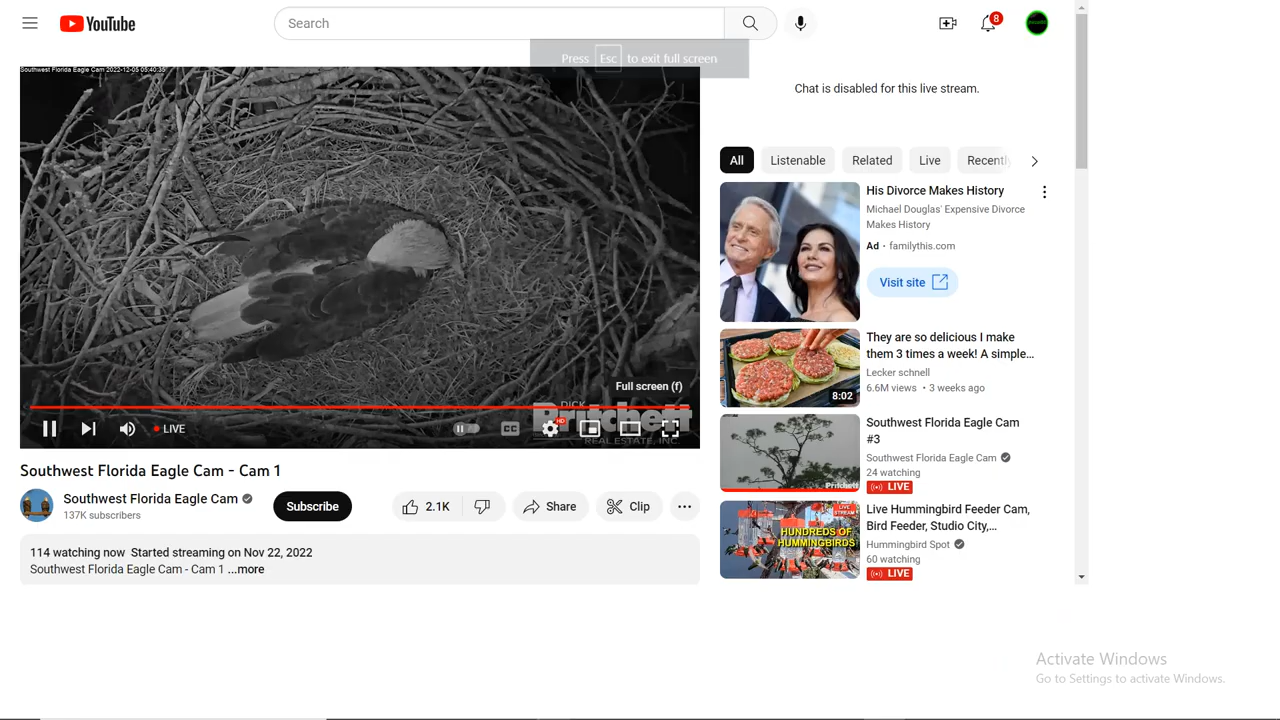 YouTube
Search
8
Press Esc to exit full screen
Southwest Florida Eagle Cam 2022-12-05 05:40:35
Chat is disabled for this live stream.
All
Listenable
Related
Live
Recently
His Divorce Makes History
Michael Douglas' Expensive Divorce
Makes History
Ad · familythis.com
Visit site
They are so delicious I make
them 3 times a week! A simple...
Lecker schnell
6.6M views • 3 weeks ago
8:02
Full screen (f)
DICK
Pritchett
REAL ESTATE, INC.
LIVE
CC
HD
Southwest Florida Eagle Cam
#3
Southwest Florida Eagle Cam
24 watching
LIVE
Pritchett
Southwest Florida Eagle Cam - Cam 1
Southwest Florida Eagle Cam
137K subscribers
Subscribe
2.1K
Share
Clip
114 watching now Started streaming on Nov 22, 2022
Southwest Florida Eagle Cam - Cam 1 ...more
Live Hummingbird Feeder Cam,
Bird Feeder, Studio City,...
Hummingbird Spot
60 watching
LIVE
LIVE
STREAM
HUNDREDS OF
HUMMINGBIRDS
Activate Windows
Go to Settings to activate Windows.